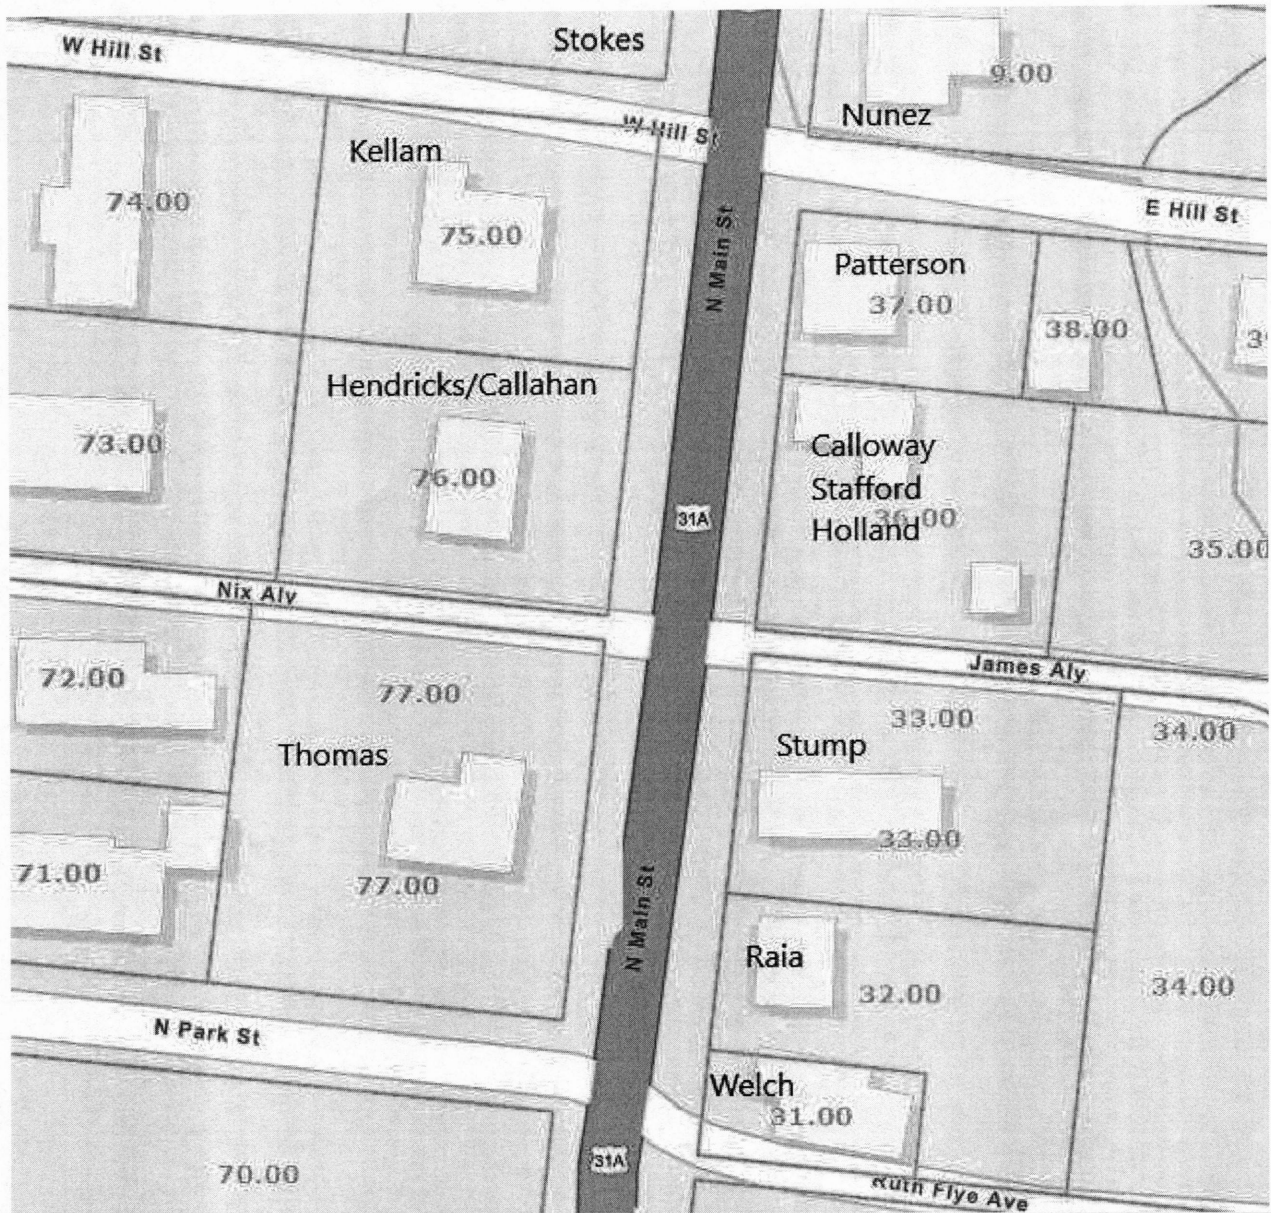 W Hill St
Stokes
9.00
Nunez
W Hill St
Kellam
74.00
75.00
E Hill St
N Main St
Patterson
37.00
38.00
Hendricks/Callahan
73.00
76.00
Calloway
Stafford
Holland
36.00
31A
35.00
Nix Aly
James Aly
72.00
77.00
33.00
34.00
Thomas
Stump
33.00
71.00
77.00
N Main St
Raia
32.00
34.00
N Park St
Welch
31.00
31A
70.00
Ruth Flye Ave